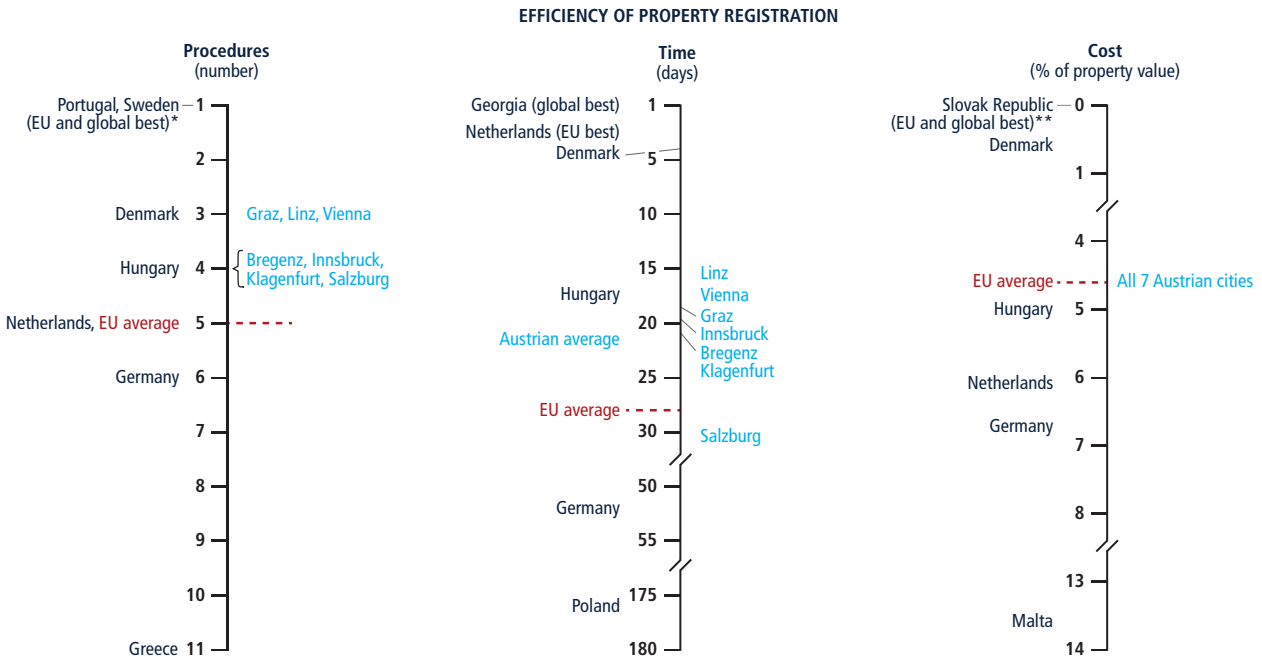 EFFICIENCY OF PROPERTY REGISTRATION
Procedures
(number)
Portugal, Sweden
(EU and global best)*
1
2
Denmark 3 Graz, Linz, Vienna
Hungary 4 Bregenz, Innsbruck,
Klagenfurt, Salzburg
Netherlands, EU average 5
Germany 6
7
8
9
10
Greece 11
Time
(days)
Georgia (global best) 1
Netherlands (EU best)
Denmark
5
10
15
Linz
Hungary
Vienna
Graz
20
Innsbruck
Austrian average
Bregenz
Klagenfurt
25
EU average
30
Salzburg
50
Germany
55
Poland
175
180
Cost
(% of property value)
Slovak Republic
(EU and global best)**
0
Denmark
1
4
EU average All 7 Austrian cities
Hungary 5
6
Netherlands
Germany
7
8
13
Malta
14